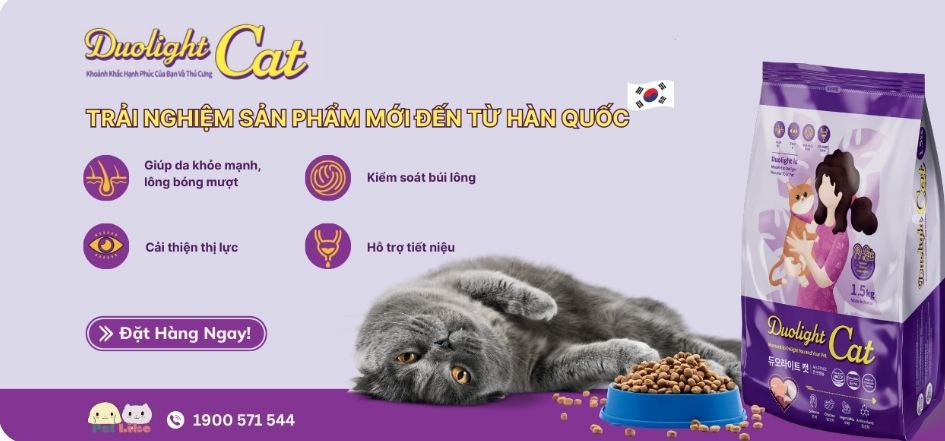 Duolight Cat
Khoảnh Khắc Hạnh Phúc Của Bạn Và Thú Cưng
TRẢI NGHIỆM SẢN PHẨM MỚI ĐẾN TỪ HÀN QUỐC
Giúp da khỏe mạnh,
lông bóng mượt
Kiểm soát búi lông
Cải thiện thị lực
Hỗ trợ tiết niệu
Đặt Hàng Ngay!
Pet Like
1900 571 544
Duolight
Cat
1.5kg
Duolight Cat
듀오라이트 캣